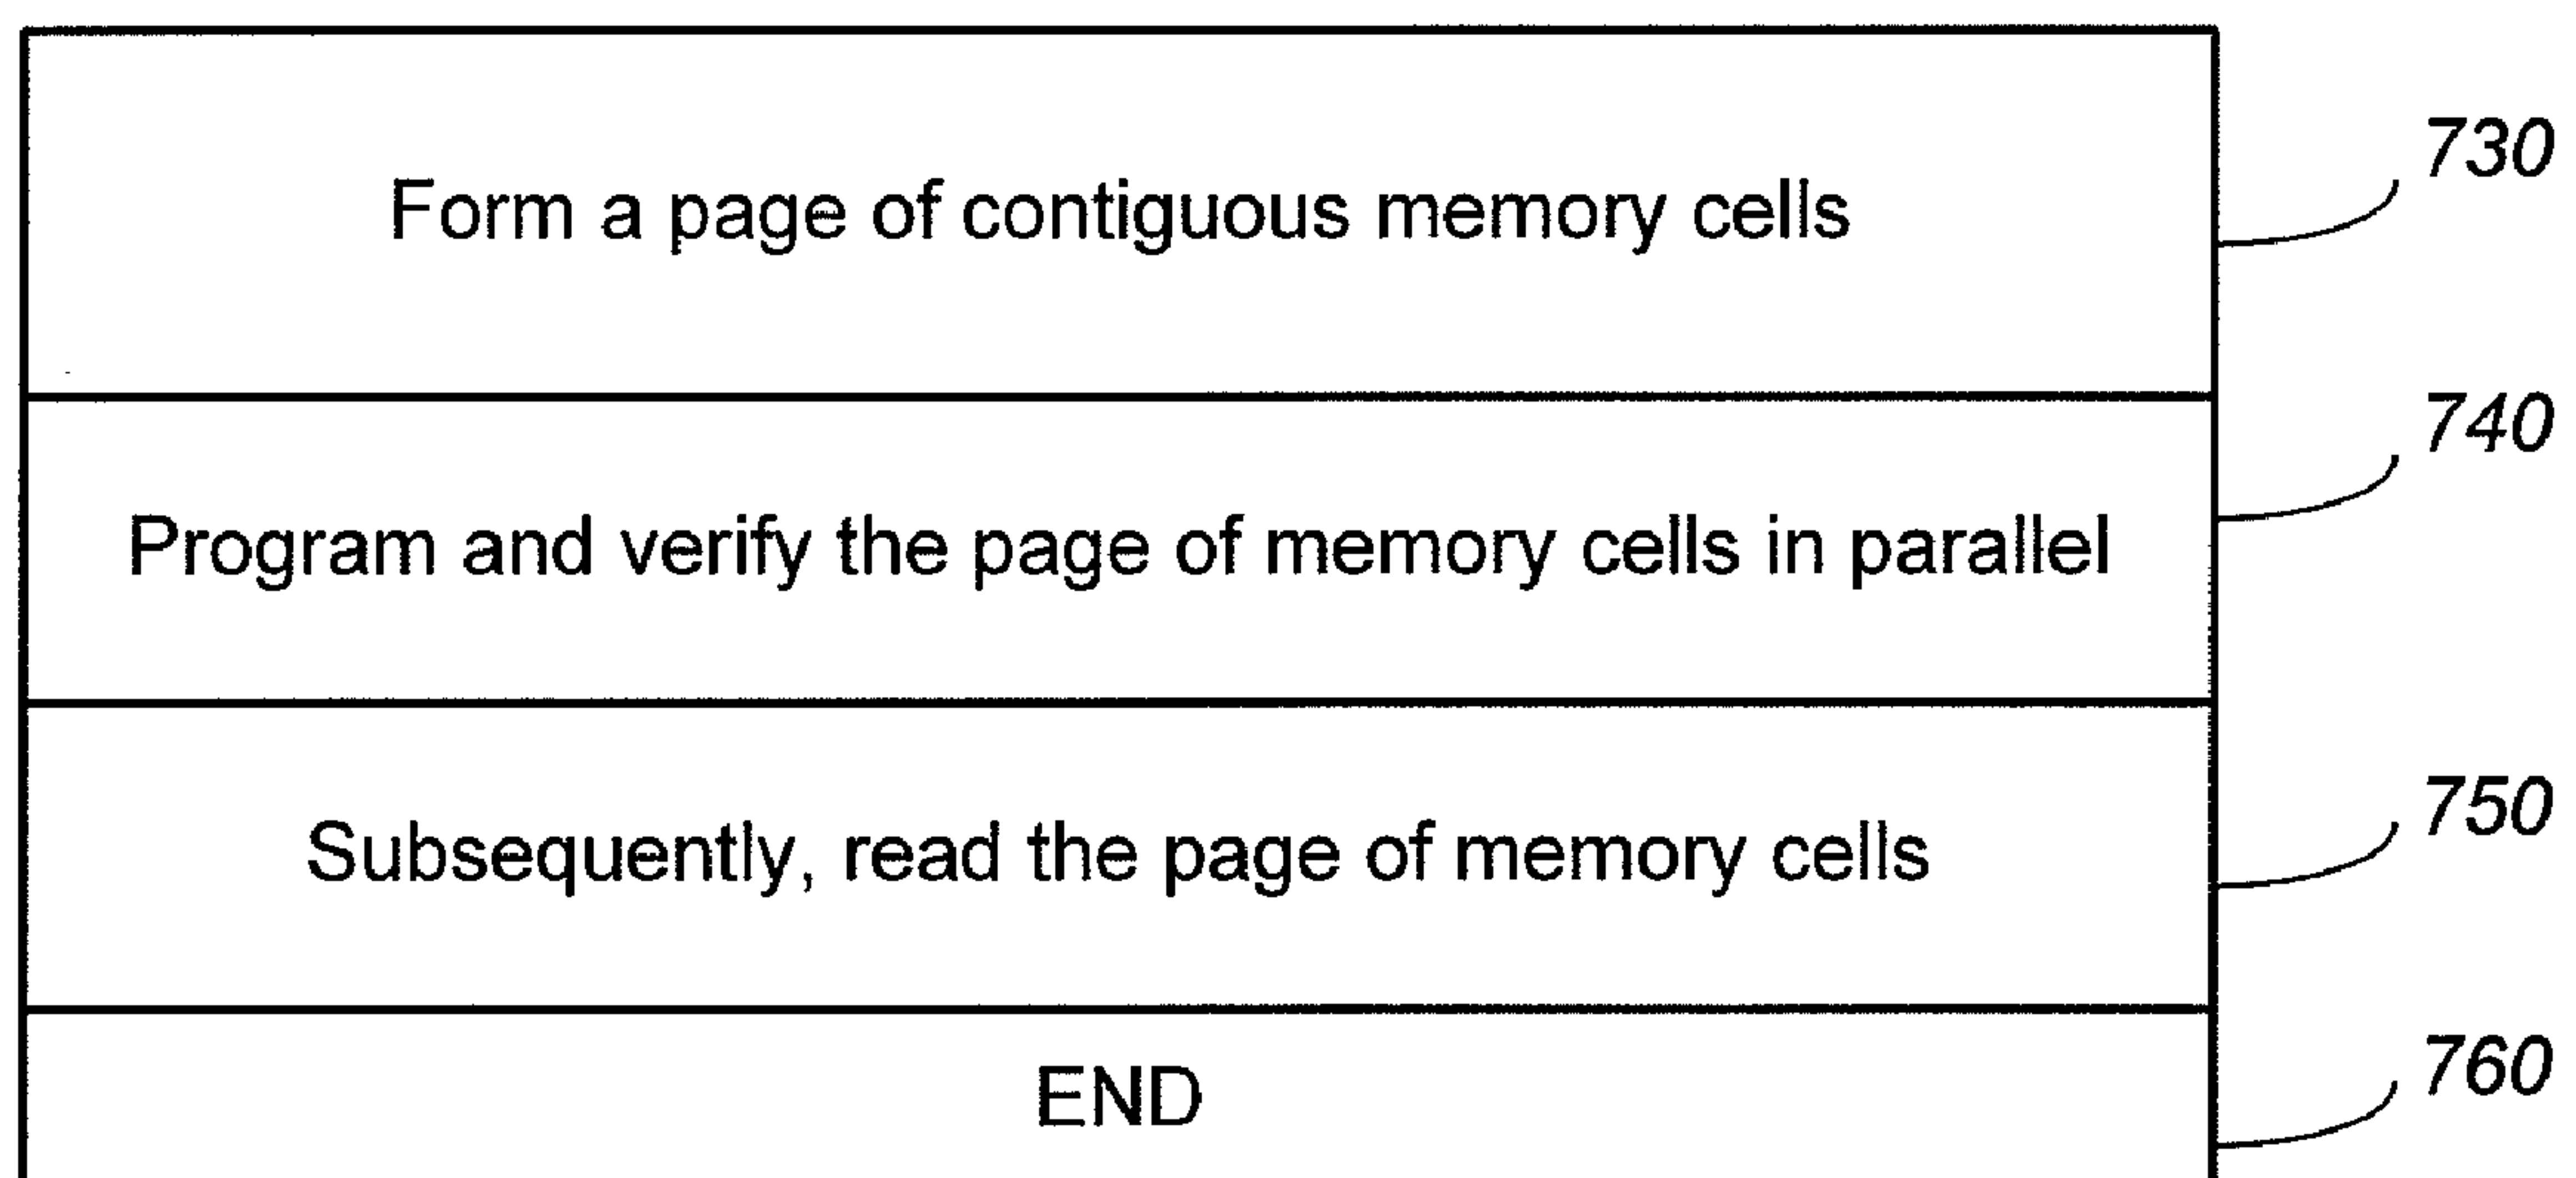 Form a page of contiguous memory cells
730
Program and verify the page of memory cells in parallel
740
Subsequently, read the page of memory cells
750
END
760